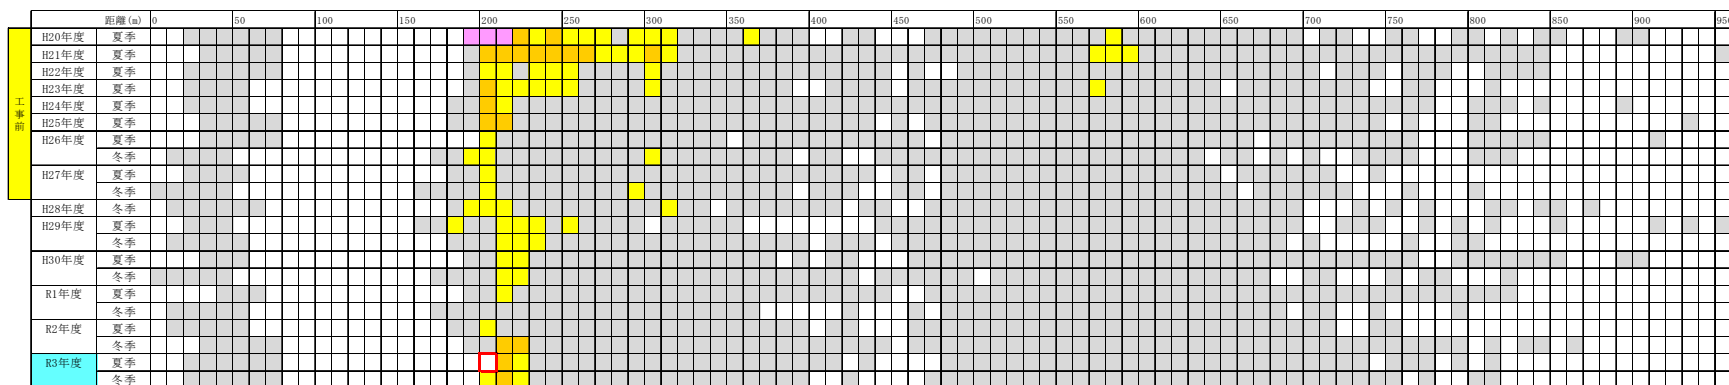 距離(m) 0 50 100 150 200 250 300 350 400 450 500 550 600 650 700 750 800 850 900 950
工事前
H20年度 夏季
H21年度 夏季
H22年度 夏季
H23年度 夏季
H24年度 夏季
H25年度 夏季
H26年度 夏季
冬季
H27年度 夏季
冬季
H28年度 冬季
H29年度 夏季
冬季
H30年度 夏季
冬季
R1年度 夏季
冬季
R2年度 夏季
冬季
R3年度 夏季
冬季